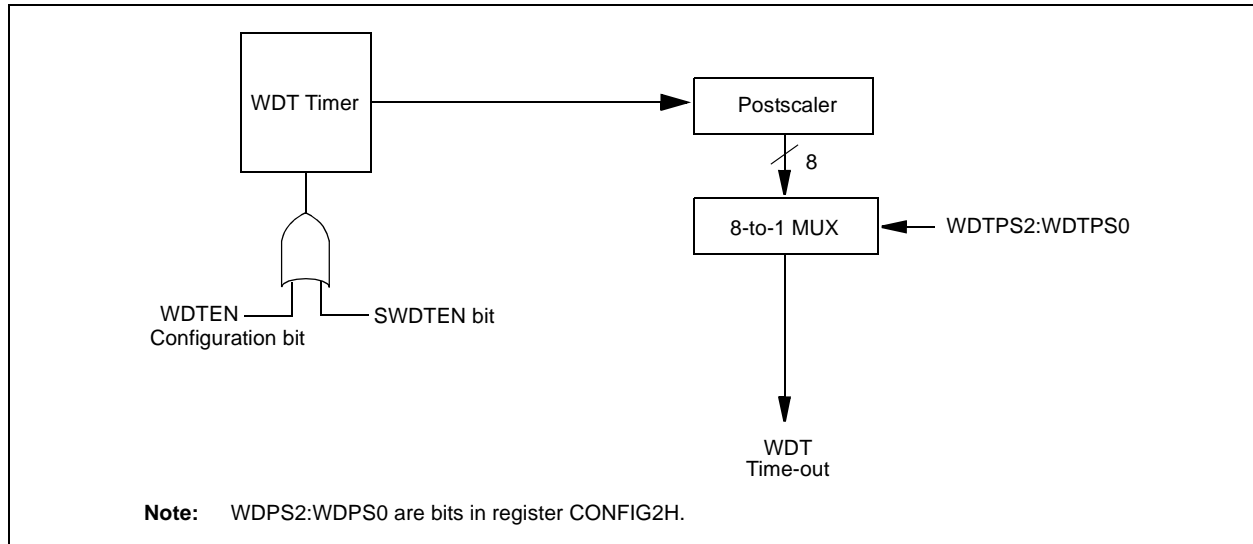 WDT Timer
Postscaler
8
8-to-1 MUX
WDTPS2:WDTPS0
WDTEN
Configuration bit
SWDTEN bit
WDT
Time-out
Note: WDPS2:WDPS0 are bits in register CONFIG2H.